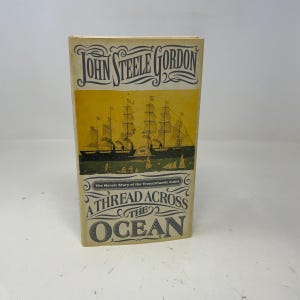 JOHN STEELE GORDON
The Heroic Story of the Transatlantic Cable
A THREAD ACROSS
THE
OCEAN